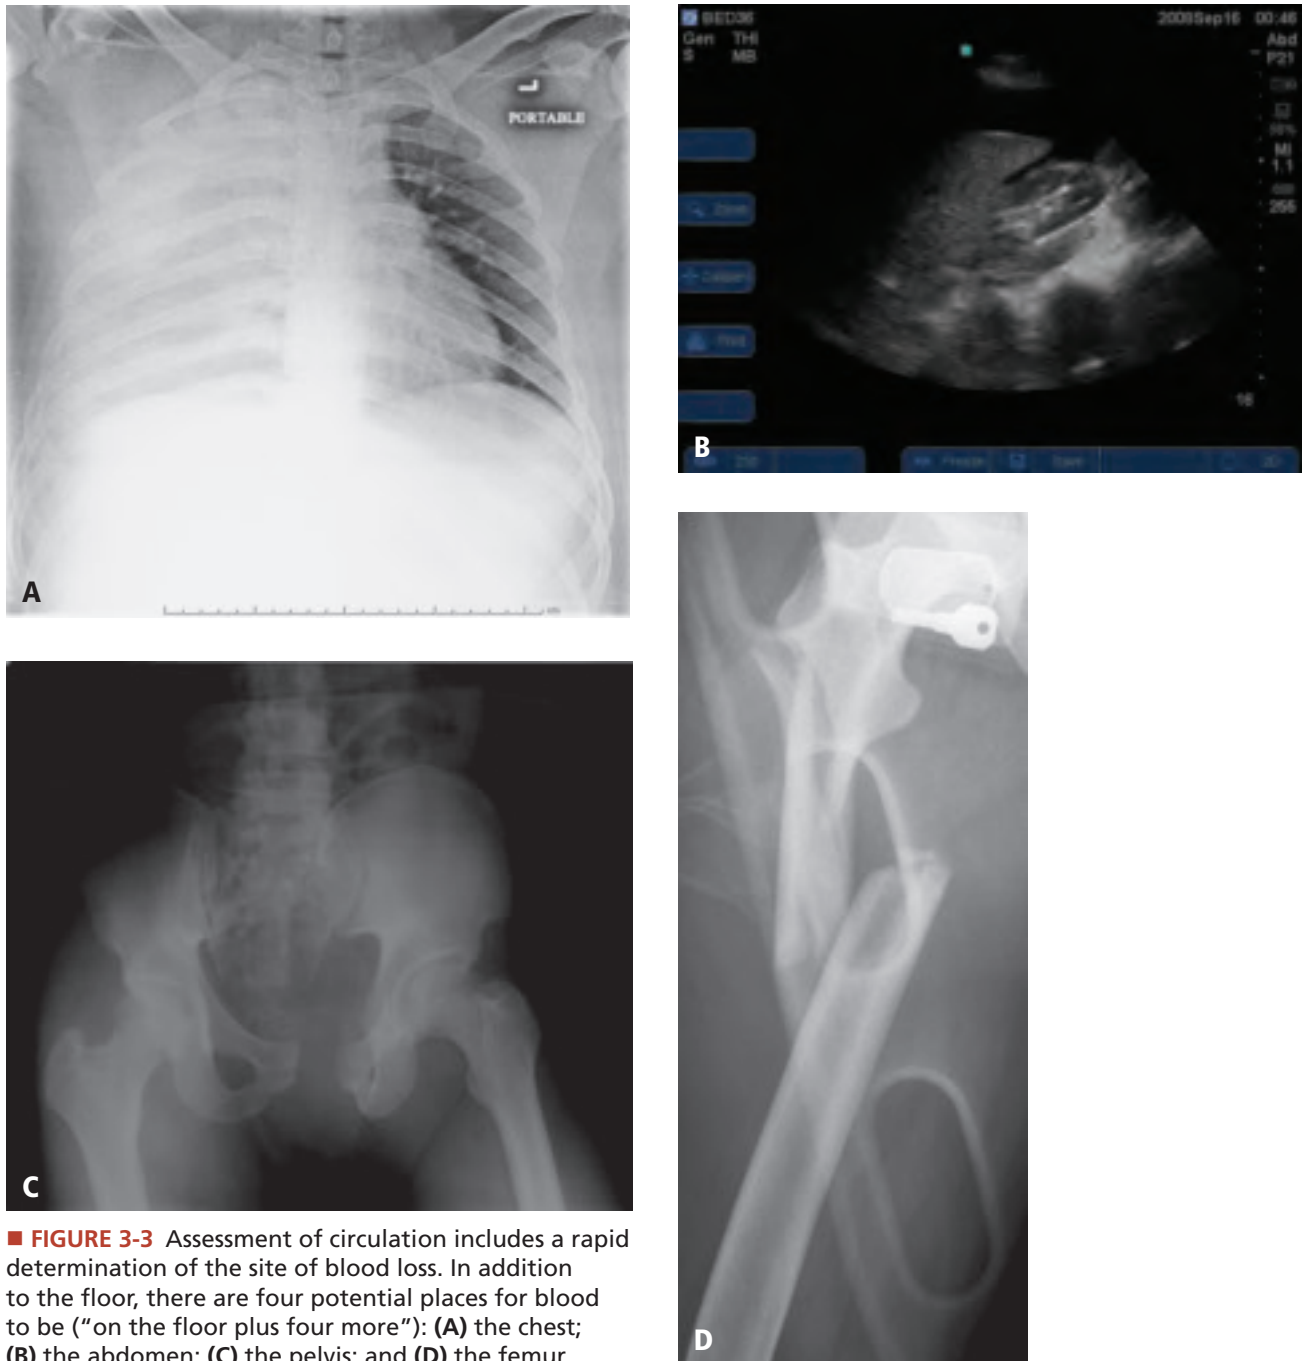 PORTABLE
A
BED36
2008Sep16 00:46
Gen THI
S MB
Abd
P21
MI
1.1
255
16
Freeze
Save
B
C
D
■ FIGURE 3-3 Assessment of circulation includes a rapid
determination of the site of blood loss. In addition
to the floor, there are four potential places for blood
to be (“on the floor plus four more”): (A) the chest;
(B) the abdomen; (C) the pelvis; and (D) the femur.